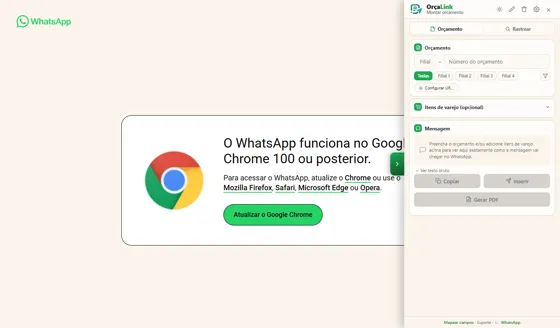 WhatsApp
O WhatsApp funciona no Goog
Chrome 100 ou posterior.
Para acessar o WhatsApp, atualize o Chrome ou use o
Mozilla Firefox, Safari, Microsoft Edge ou Opera.
Atualizar o Google Chrome
OrçaLink
Montar orçamento
Orçamento
Rastrear
Orçamento
Filial
Número do orçamento
Todas
Filial 1
Filial 2
Filial 3
Filial 4
Configurar UR...
Itens de varejo (opcional)
Mensagem
Preencha o orçamento e/ou adicione itens de varejo
acima para ver aqui exatamente como a mensagem vai
chegar no WhatsApp.
Ver texto bruto
Copiar
Inserir
Gerar PDF
Mapear campos · Suporte · WhatsApp